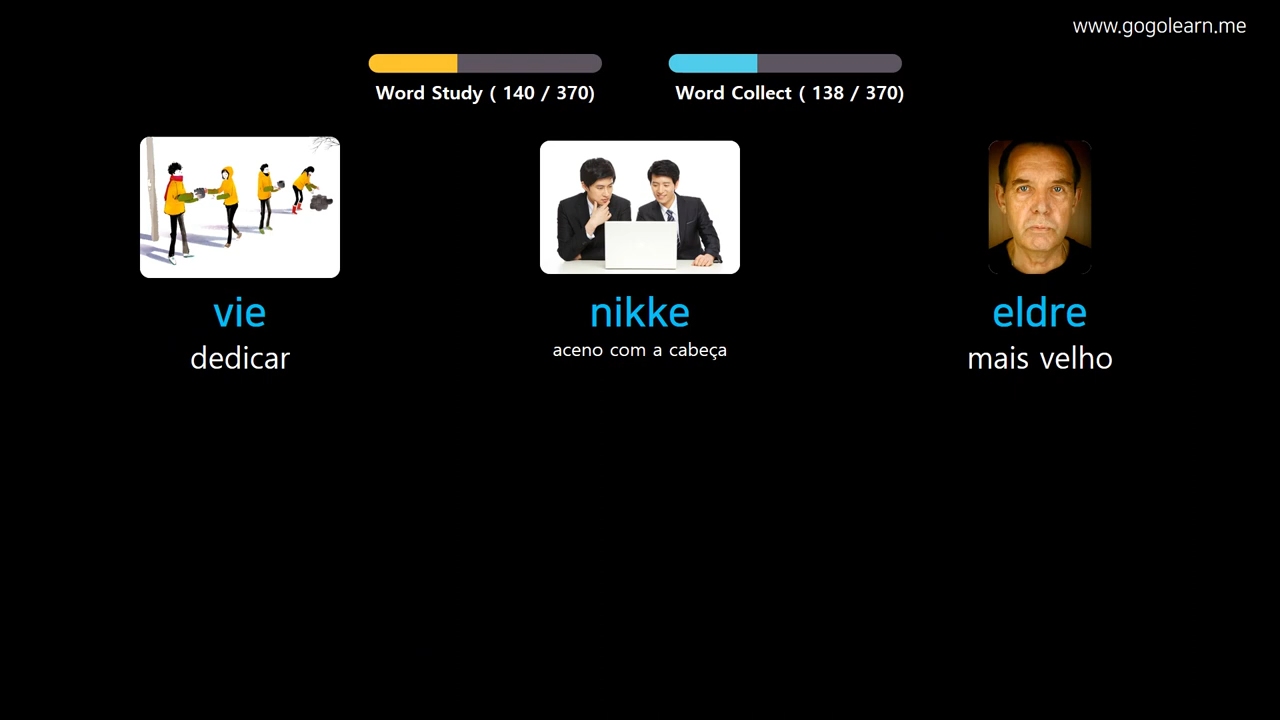 www.gogolearn.me
Word Study ( 140 / 370)
Word Collect ( 138 / 370)
vie
dedicar
nikke
aceno com a cabeça
eldre
mais velho